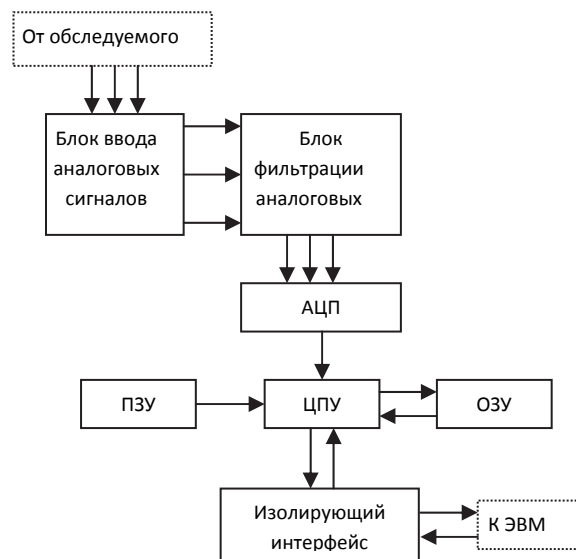 От обследуемого
Блок ввода
аналоговых
сигналов
Блок
фильтрации
аналоговых
АЦП
ПЗУ
ЦПУ
ОЗУ
Изолирующий
интерфейс
К ЭВМ